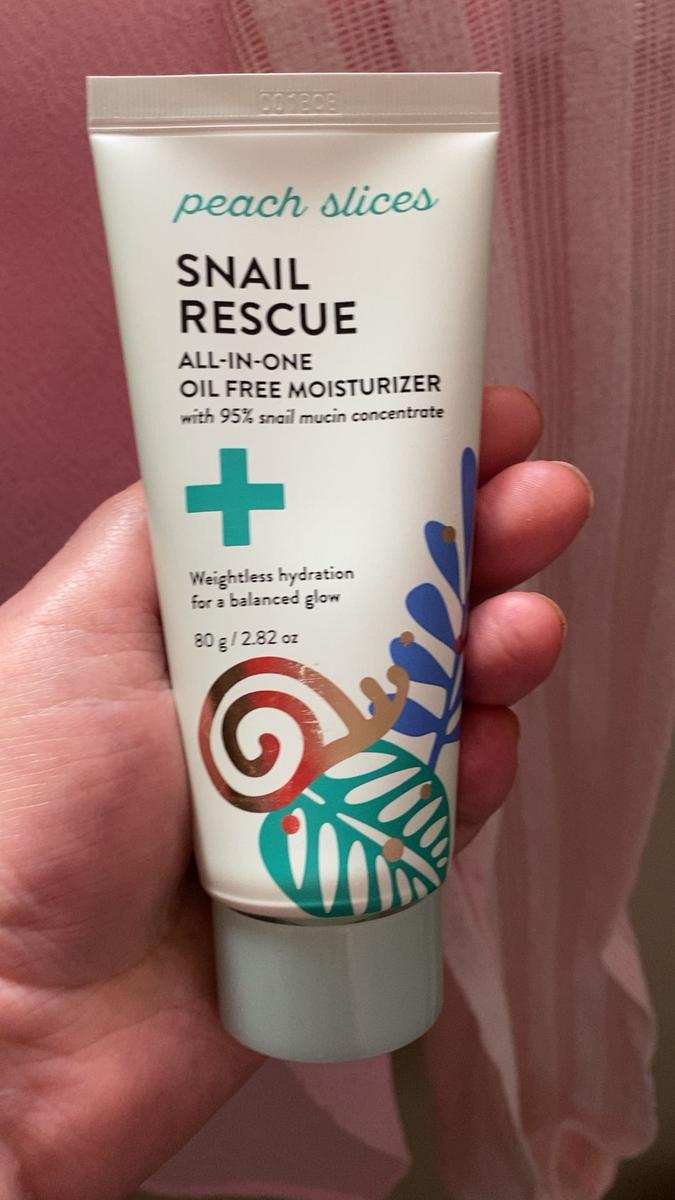 peach slices
SNAIL
RESCUE
ALL-IN-ONE
OIL FREE MOISTURIZER
with 95% snail mucin concentrate
Weightless hydration
for a balanced glow
80 g / 2.82 oz